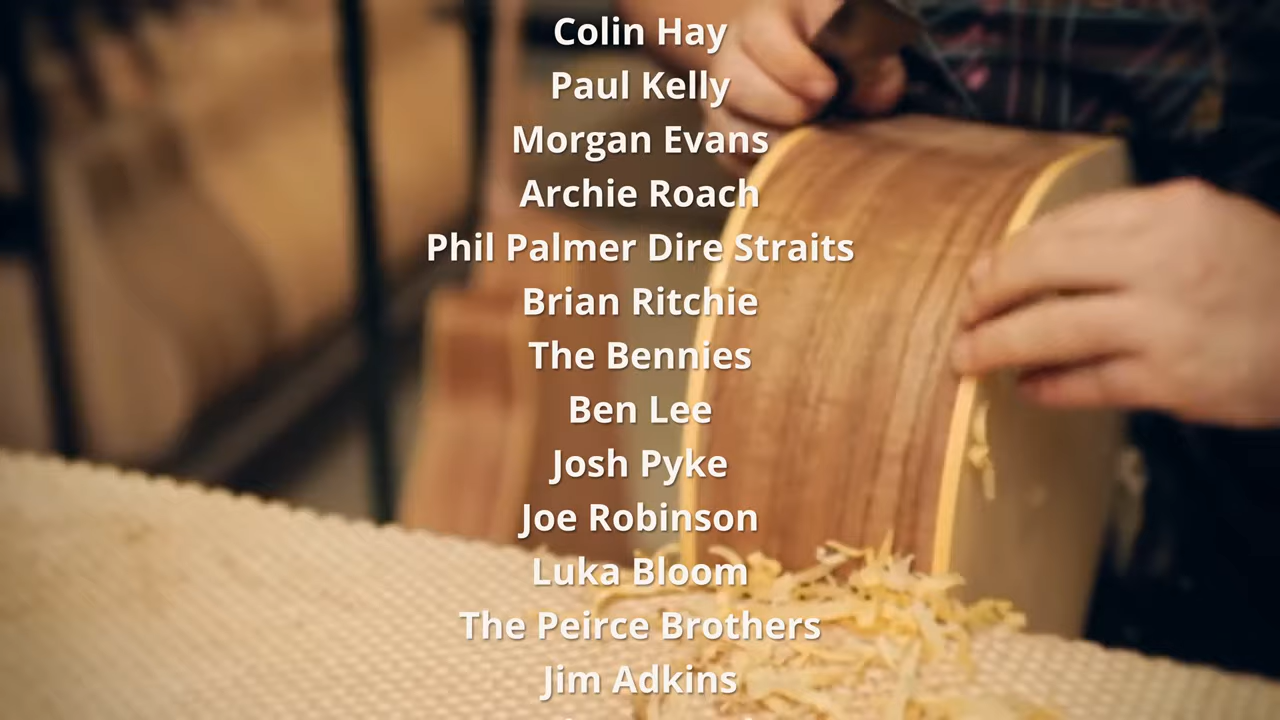 Colin Hay
Paul Kelly
Morgan Evans
Archie Roach
Phil Palmer Dire Straits
Brian Ritchie
The Bennies
Ben Lee
Josh Pyke
Joe Robinson
Luka Bloom
The Peirce Brothers
Jim Adkins